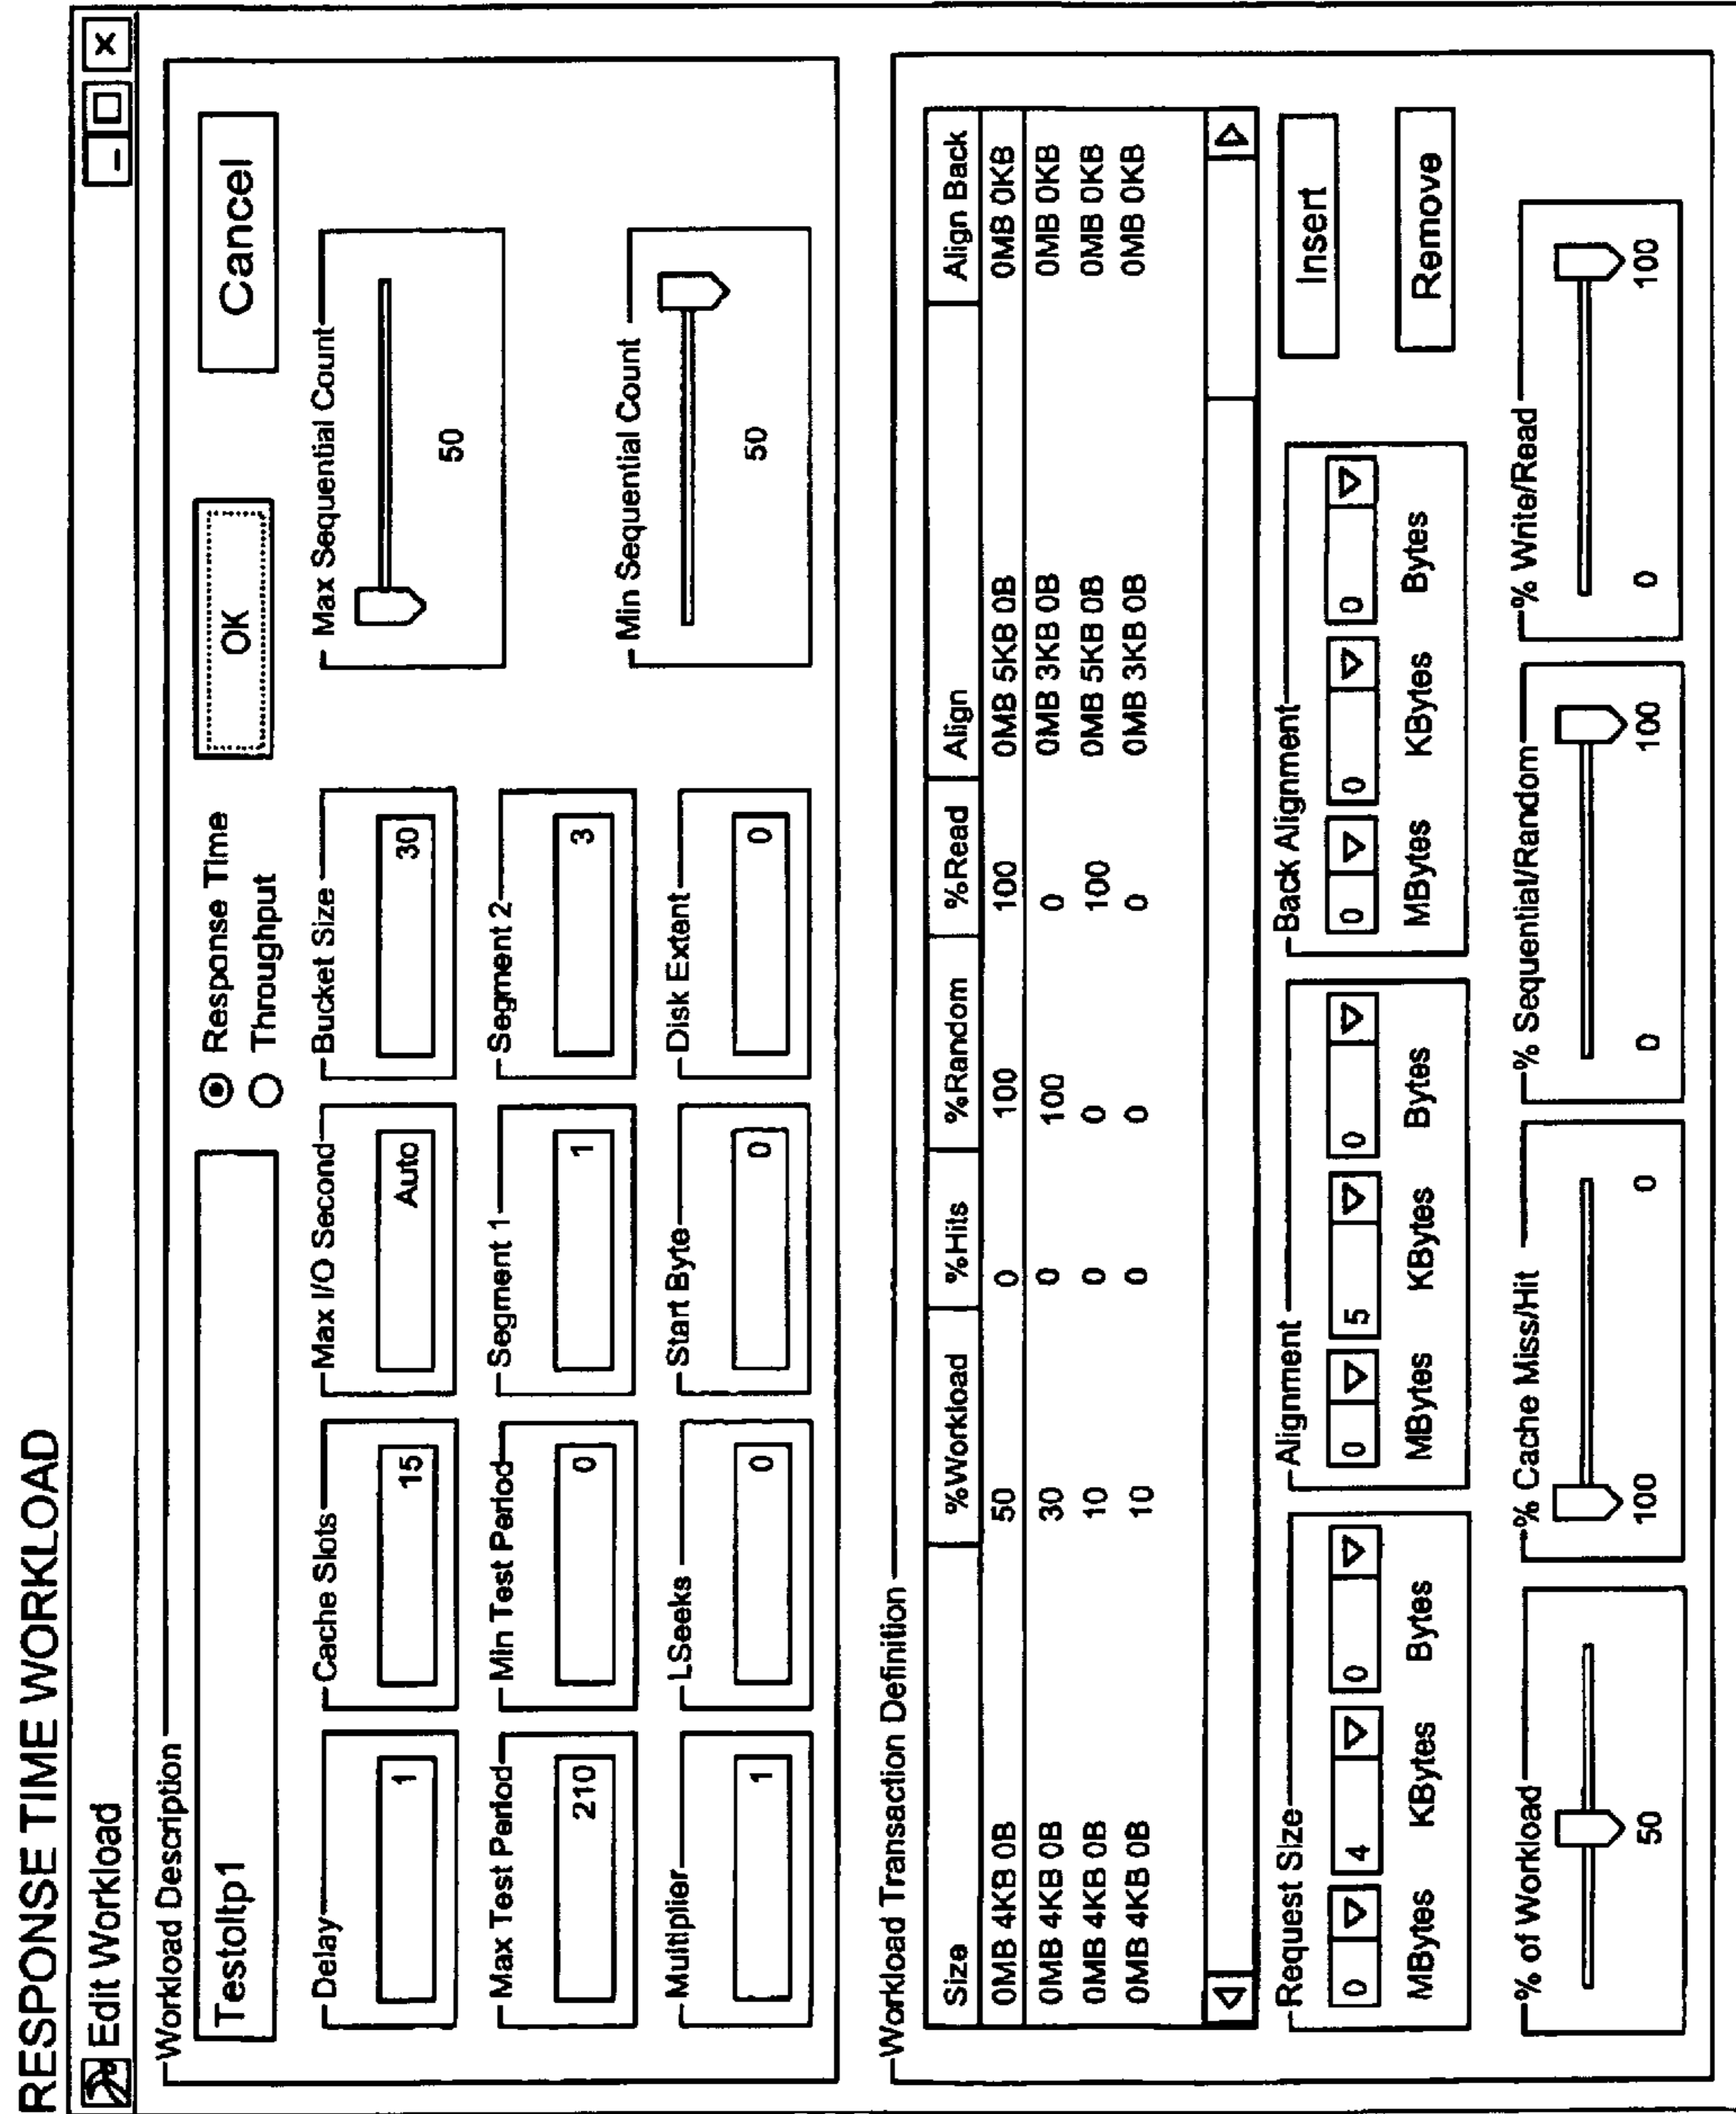 RESPONSE TIME WORKLOAD
Edit Workload
Workload Description
Testoltp1
Response Time
Throughput
OK
Cancel
Delay
1
Cache Slots
15
Max I/O Second
Auto
Bucket Size
30
Max Sequential Count
50
Max Test Period
210
Min Test Period
0
Segment 1
1
Segment 2
3
Multiplier
1
LSeeks
0
Start Byte
0
Disk Extent
0
Min Sequential Count
50
Workload Transaction Definition
Size %Workload %Hits %Random %Read Align Align Back
0MB 4KB 0B 50 0 100 100 0MB 5KB 0B 0MB 0KB
0MB 4KB 0B 30 0 100 0 0MB 3KB 0B 0MB 0KB
0MB 4KB 0B 10 0 0 100 0MB 5KB 0B 0MB 0KB
0MB 4KB 0B 10 0 0 0 0MB 3KB 0B 0MB 0KB
Request Size
0 4 0
MBytes KBytes Bytes
Alignment
0 5 0
MBytes KBytes Bytes
Back Alignment
0 0 0
MBytes KBytes Bytes
Insert
Remove
% of Workload
50
% Cache Miss/Hit
100 0
% Sequential/Random
0 100
% Write/Read
0 100